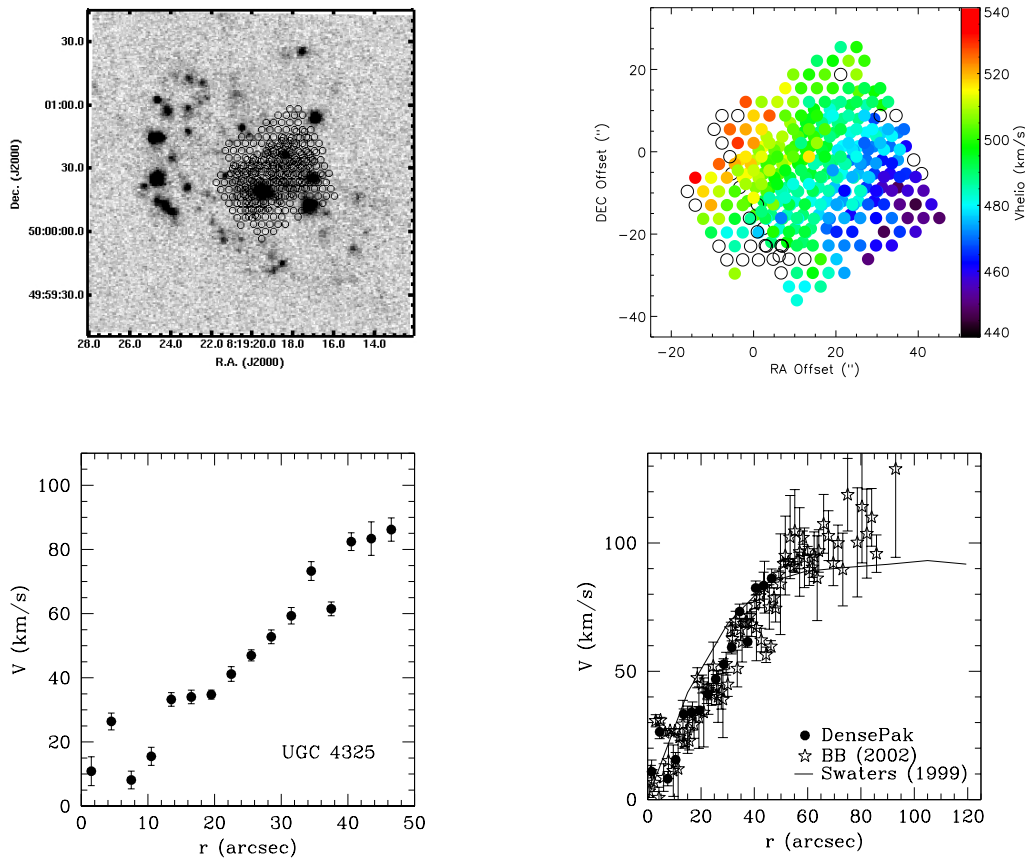 30.0
01:00.0
30.0
50:00:00.0
49:59:30.0
Dec. (J2000)
28.0 26.0 24.0 22.0 8:19:20.0 18.0 16.0 14.0
R.A. (J2000)
20
0
-20
-40
DEC Offset (")
-20 0 20 40
RA Offset (")
540
520
500
480
460
440
Vhelio (km/s)
100
80
60
40
20
0
V (km/s)
UGC 4325
0 10 20 30 40 50
r (arcsec)
100
50
0
V (km/s)
DensePak
BB (2002)
Swaters (1999)
0 20 40 60 80 100 120
r (arcsec)